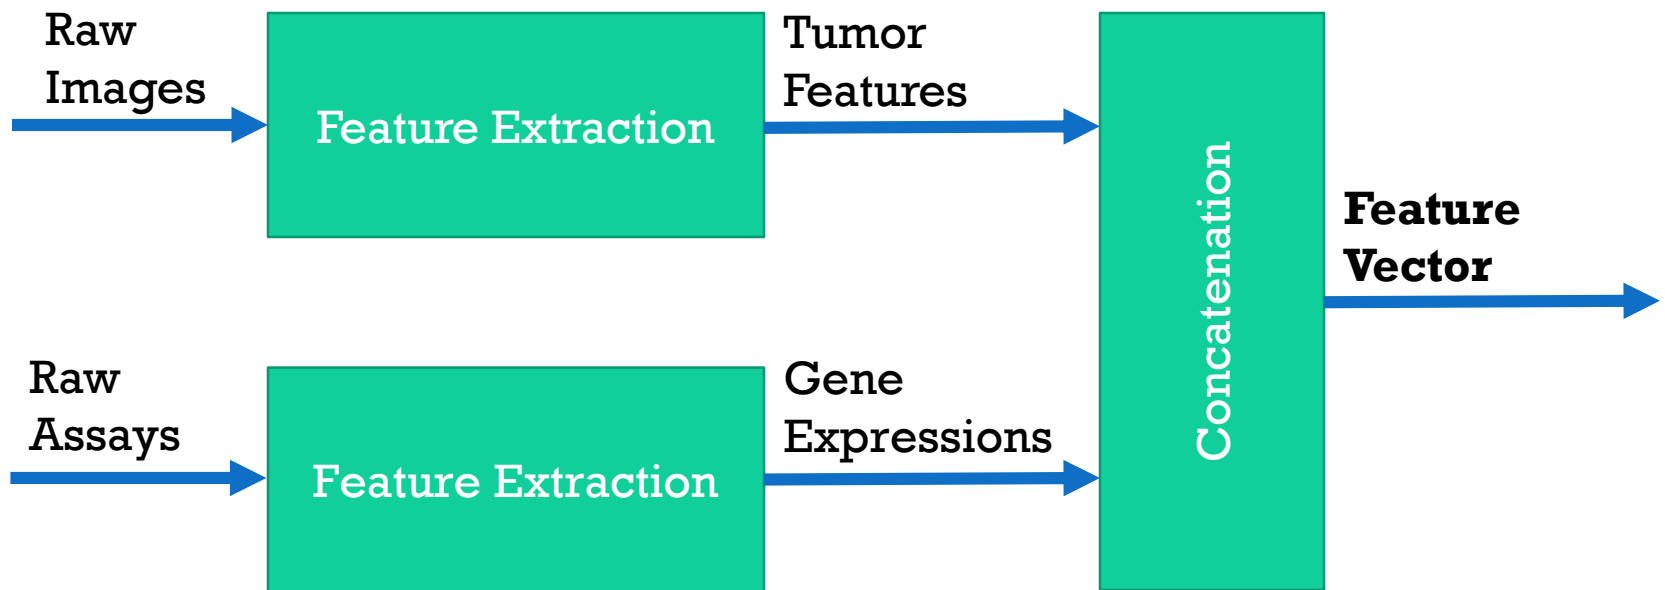 Raw
Images
Feature Extraction
Tumor
Features
Concatenation
Feature
Vector
Raw
Assays
Feature Extraction
Gene
Expressions